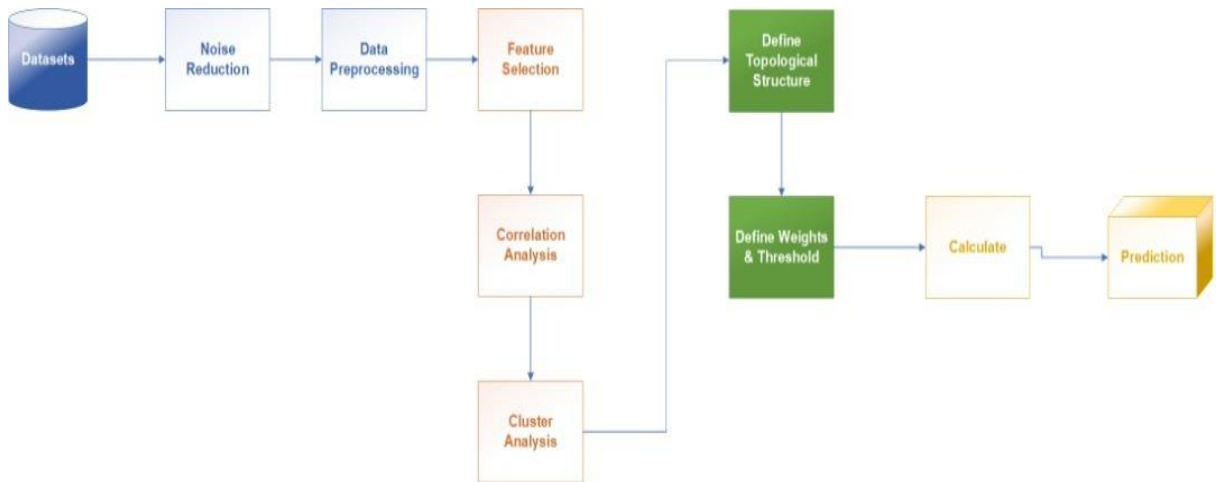 Datasets
Noise
Reduction
Data
Preprocessing
Feature
Selection
Correlation
Analysis
Cluster
Analysis
Define
Topological
Structure
Define Weights
& Threshold
Calculate
Prediction